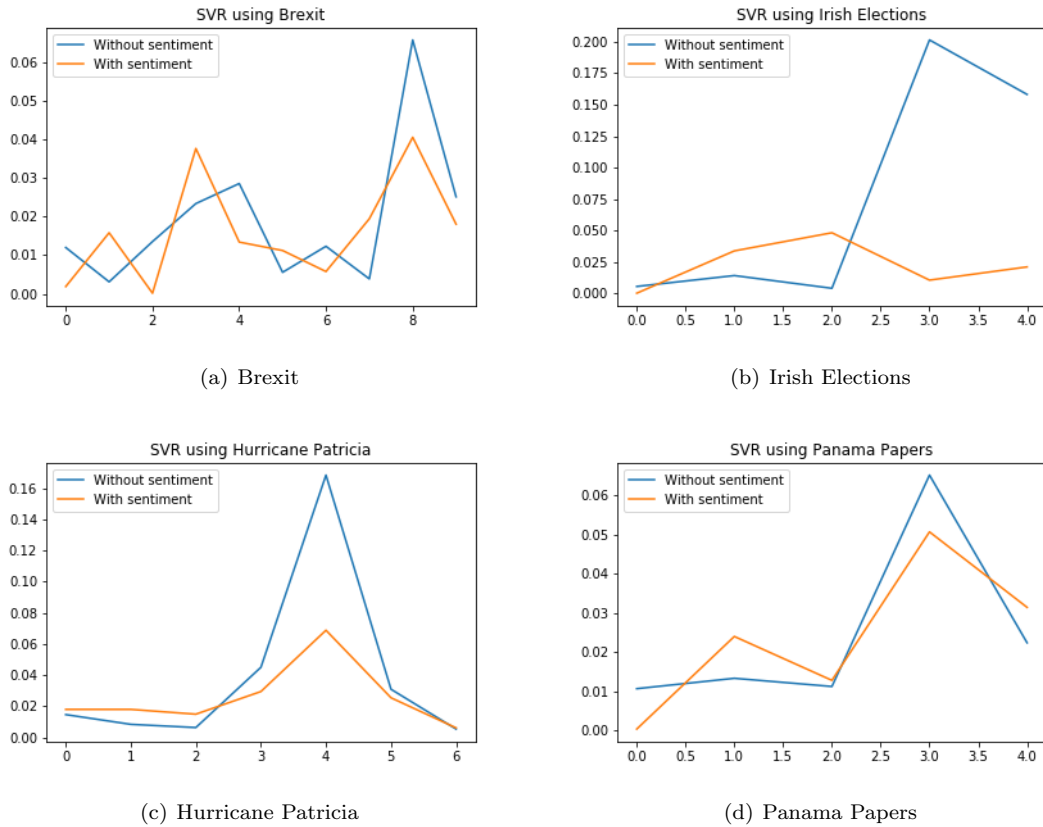 SVR using Brexit
Without sentiment
With sentiment
0.06
0.05
0.04
0.03
0.02
0.01
0.00
0 2 4 6 8
(a) Brexit
SVR using Irish Elections
Without sentiment
With sentiment
0.200
0.175
0.150
0.125
0.100
0.075
0.050
0.025
0.000
0.0 0.5 1.0 1.5 2.0 2.5 3.0 3.5 4.0
(b) Irish Elections
SVR using Hurricane Patricia
Without sentiment
With sentiment
0.16
0.14
0.12
0.10
0.08
0.06
0.04
0.02
0.00
0 1 2 3 4 5 6
(c) Hurricane Patricia
SVR using Panama Papers
Without sentiment
With sentiment
0.06
0.05
0.04
0.03
0.02
0.01
0.00
0.0 0.5 1.0 1.5 2.0 2.5 3.0 3.5 4.0
(d) Panama Papers